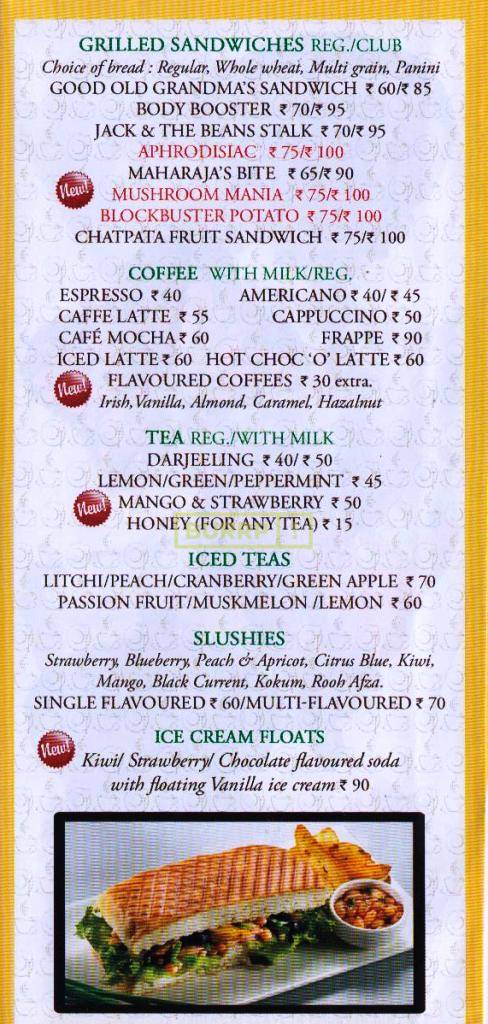 GRILLED SANDWICHES REG./CLUB
Choice of bread : Regular, Whole wheat, Multi grain, Panini
GOOD OLD GRANDMA'S SANDWICH ₹ 60/₹ 85
BODY BOOSTER ₹ 70/₹ 95
JACK & THE BEANS STALK ₹ 70/₹ 95
APHRODISIAC ₹ 75/₹ 100
MAHARAJA'S BITE ₹ 65/₹ 90
New!
MUSHROOM MANIA ₹ 75/₹ 100
BLOCKBUSTER POTATO ₹ 75/₹ 100
CHATPATA FRUIT SANDWICH ₹ 75/₹ 100
COFFEE WITH MILK/REG.
ESPRESSO ₹ 40 AMERICANO ₹ 40/₹ 45
CAFFE LATTE ₹ 55 CAPPUCCINO ₹ 50
CAFÉ MOCHA ₹ 60 FRAPPE ₹ 90
ICED LATTE ₹ 60 HOT CHOC 'O' LATTE ₹ 60
New!
FLAVOURED COFFEES ₹ 30 extra.
Irish, Vanilla, Almond, Caramel, Hazalnut
TEA REG./WITH MILK
DARJEELING ₹ 40/₹ 50
LEMON/GREEN/PEPPERMINT ₹ 45
New!
MANGO & STRAWBERRY ₹ 50
HONEY (FOR ANY TEA) ₹ 15
BURRP!
ICED TEAS
LITCHI/PEACH/CRANBERRY/GREEN APPLE ₹ 70
PASSION FRUIT/MUSKMELON /LEMON ₹ 60
SLUSHIES
Strawberry, Blueberry, Peach & Apricot, Citrus Blue, Kiwi,
Mango, Black Current, Kokum, Rooh Afza.
SINGLE FLAVOURED ₹ 60/MULTI-FLAVOURED ₹ 70
New!
ICE CREAM FLOATS
Kiwi/ Strawberry/ Chocolate flavoured soda
with floating Vanilla ice cream ₹ 90